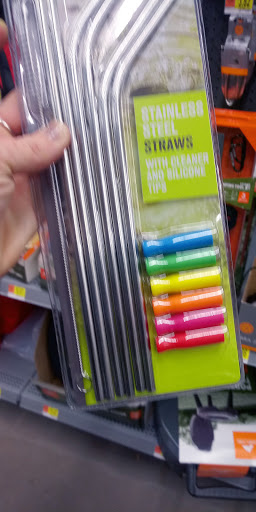 STAINLESS
STEEL
STRAWS
WITH CLEANER
AND SILICONE
TIPS